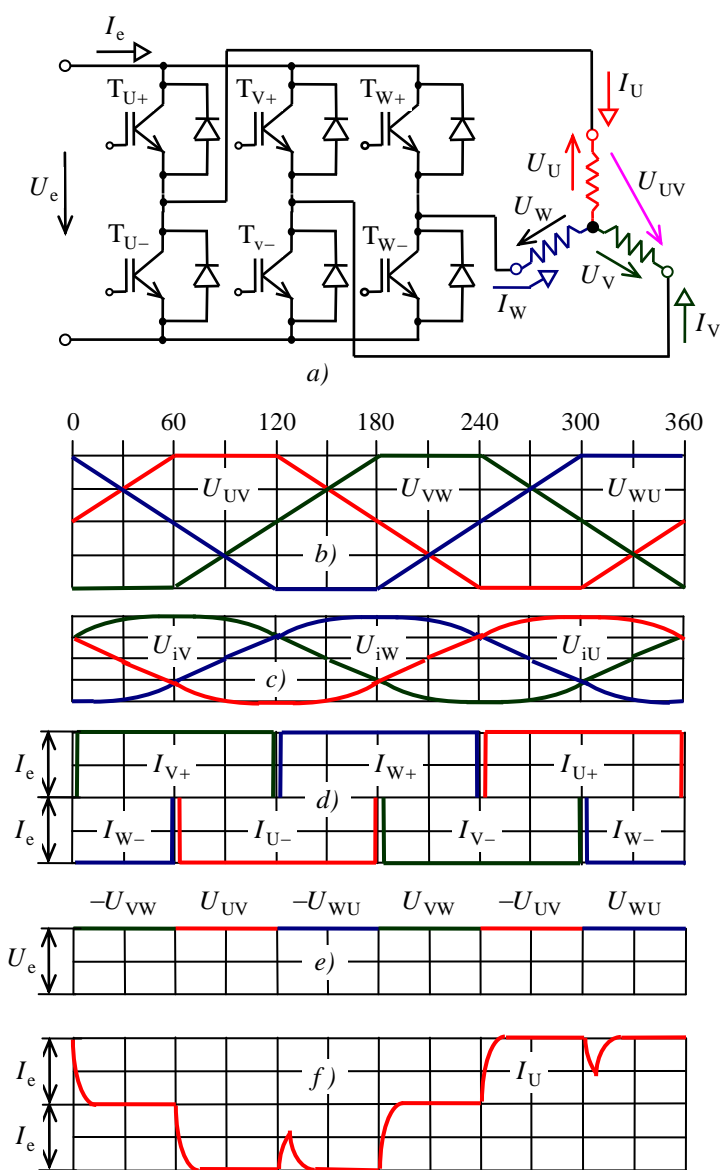 I_e
T_U+ T_V+ T_W+
I_U
U_e
U_U U_UV
U_W
T_U– T_v– T_W–
U_V
I_W
I_V
a)
0 60 120 180 240 300 360
U_UV U_VW U_WU
b)
U_iV U_iW U_iU
c)
I_e I_V+ I_W+ I_U+
d)
I_e I_W– I_U– I_V– I_W–
–U_VW U_UV –U_WU U_VW –U_UV U_WU
U_e e)
I_e f) I_U
I_e